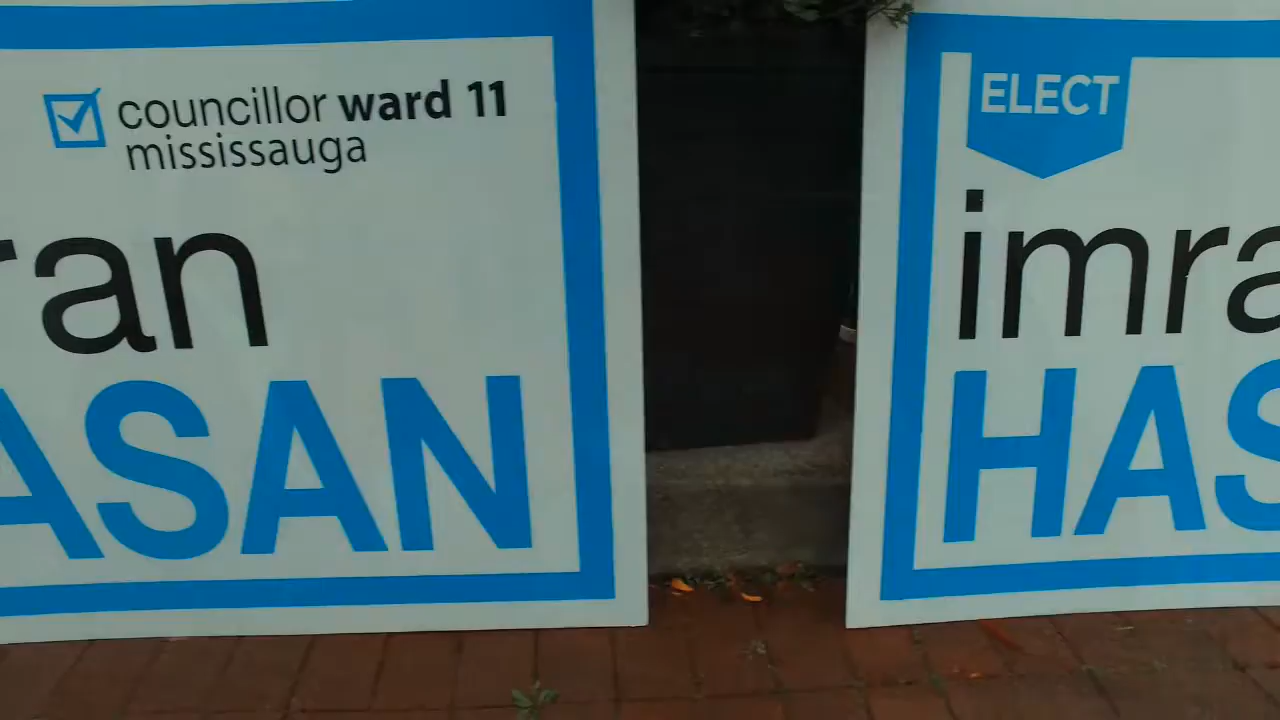 councillor ward 11
mississauga
ran
ASAN
ELECT
imra
HAS